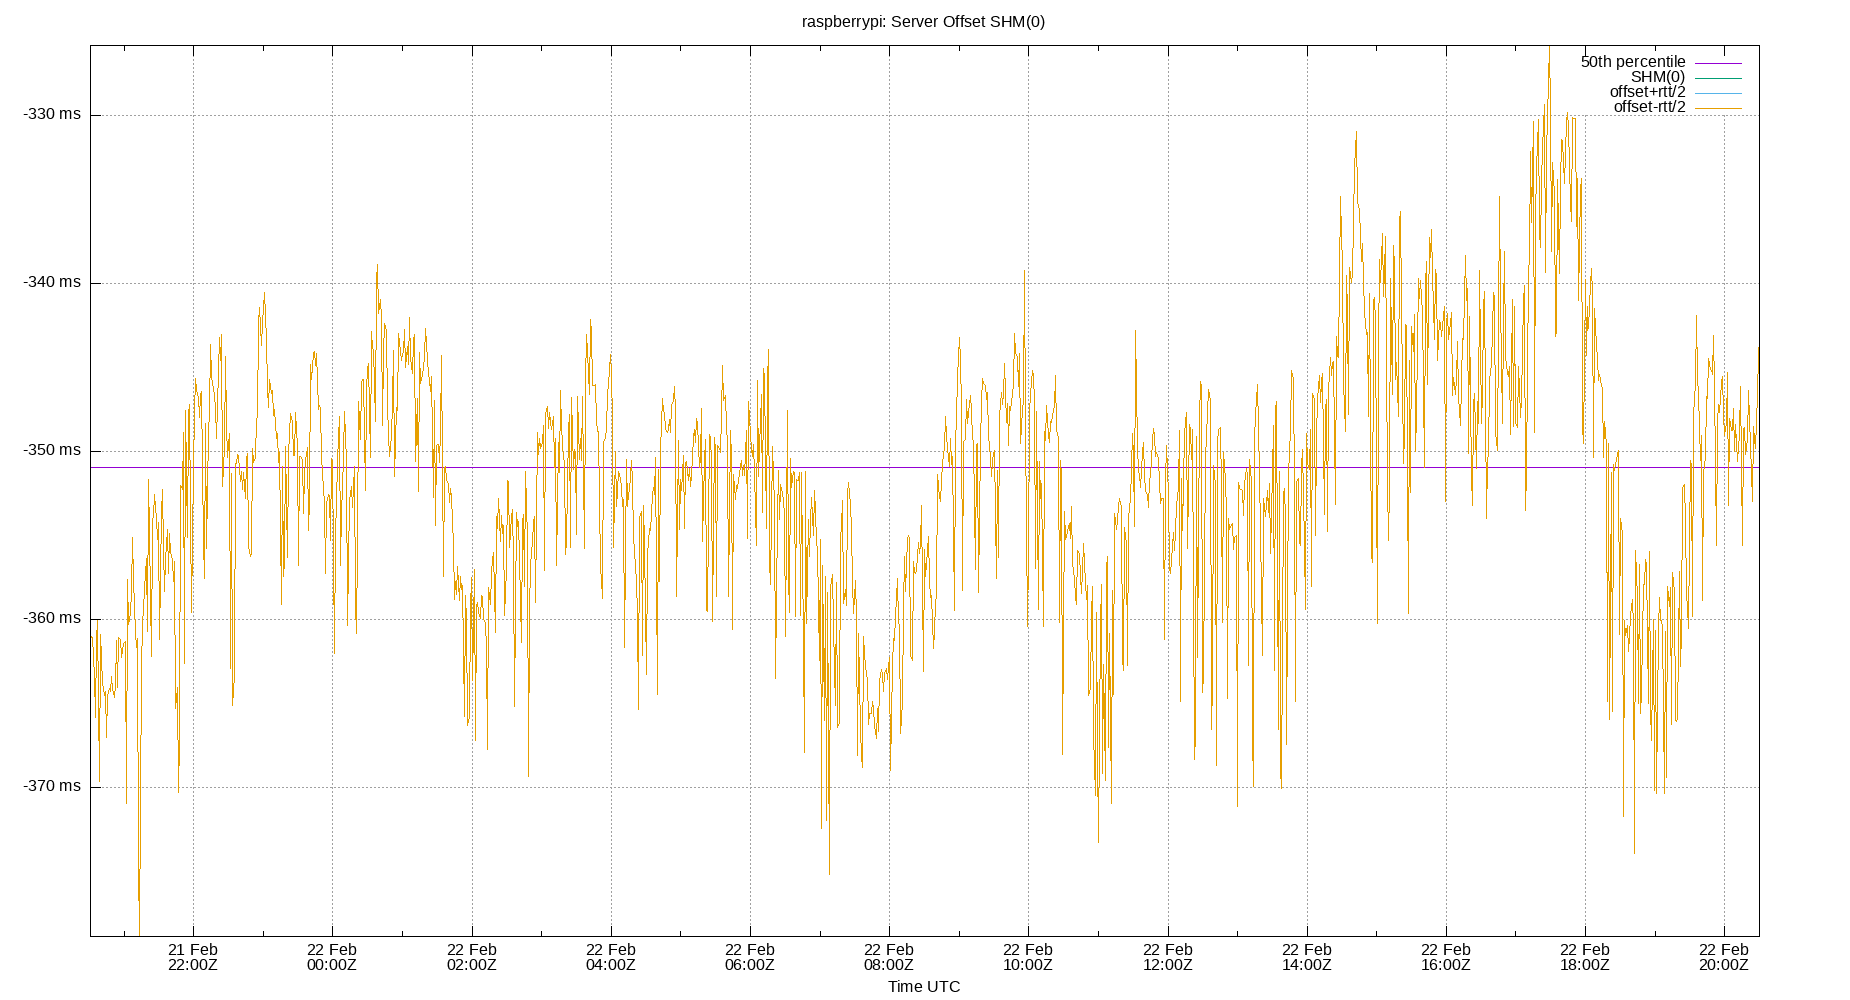 raspberrypi: Server Offset SHM(0)
50th percentile
SHM(0)
offset+rtt/2
offset-rtt/2
-330 ms
-340 ms
-350 ms
-360 ms
-370 ms
21 Feb 22 Feb 22 Feb 22 Feb 22 Feb 22 Feb 22 Feb 22 Feb 22 Feb 22 Feb 22 Feb 22 Feb
22:00Z 00:00Z 02:00Z 04:00Z 06:00Z 08:00Z 10:00Z 12:00Z 14:00Z 16:00Z 18:00Z 20:00Z
Time UTC